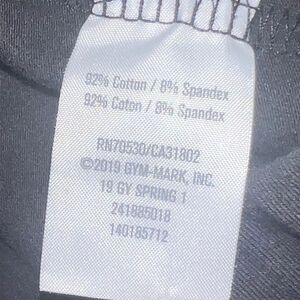 92% Cotton / 8% Spandex
92% Coton / 8% Spandex
RN70530/CA31802
©2019 GYM-MARK, INC.
19 GY SPRING 1
241885018
140185712